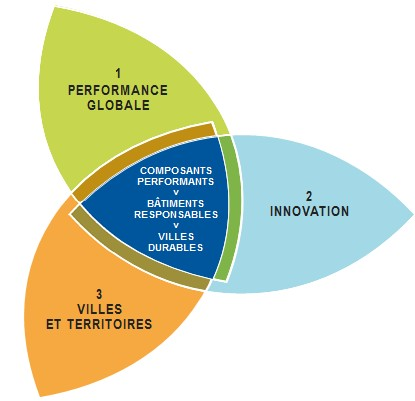 1
PERFORMANCE
GLOBALE
COMPOSANTS
PERFORMANTS
v
BÂTIMENTS
RESPONSABLES
v
VILLES
DURABLES
2
INNOVATION
3
VILLES
ET TERRITOIRES